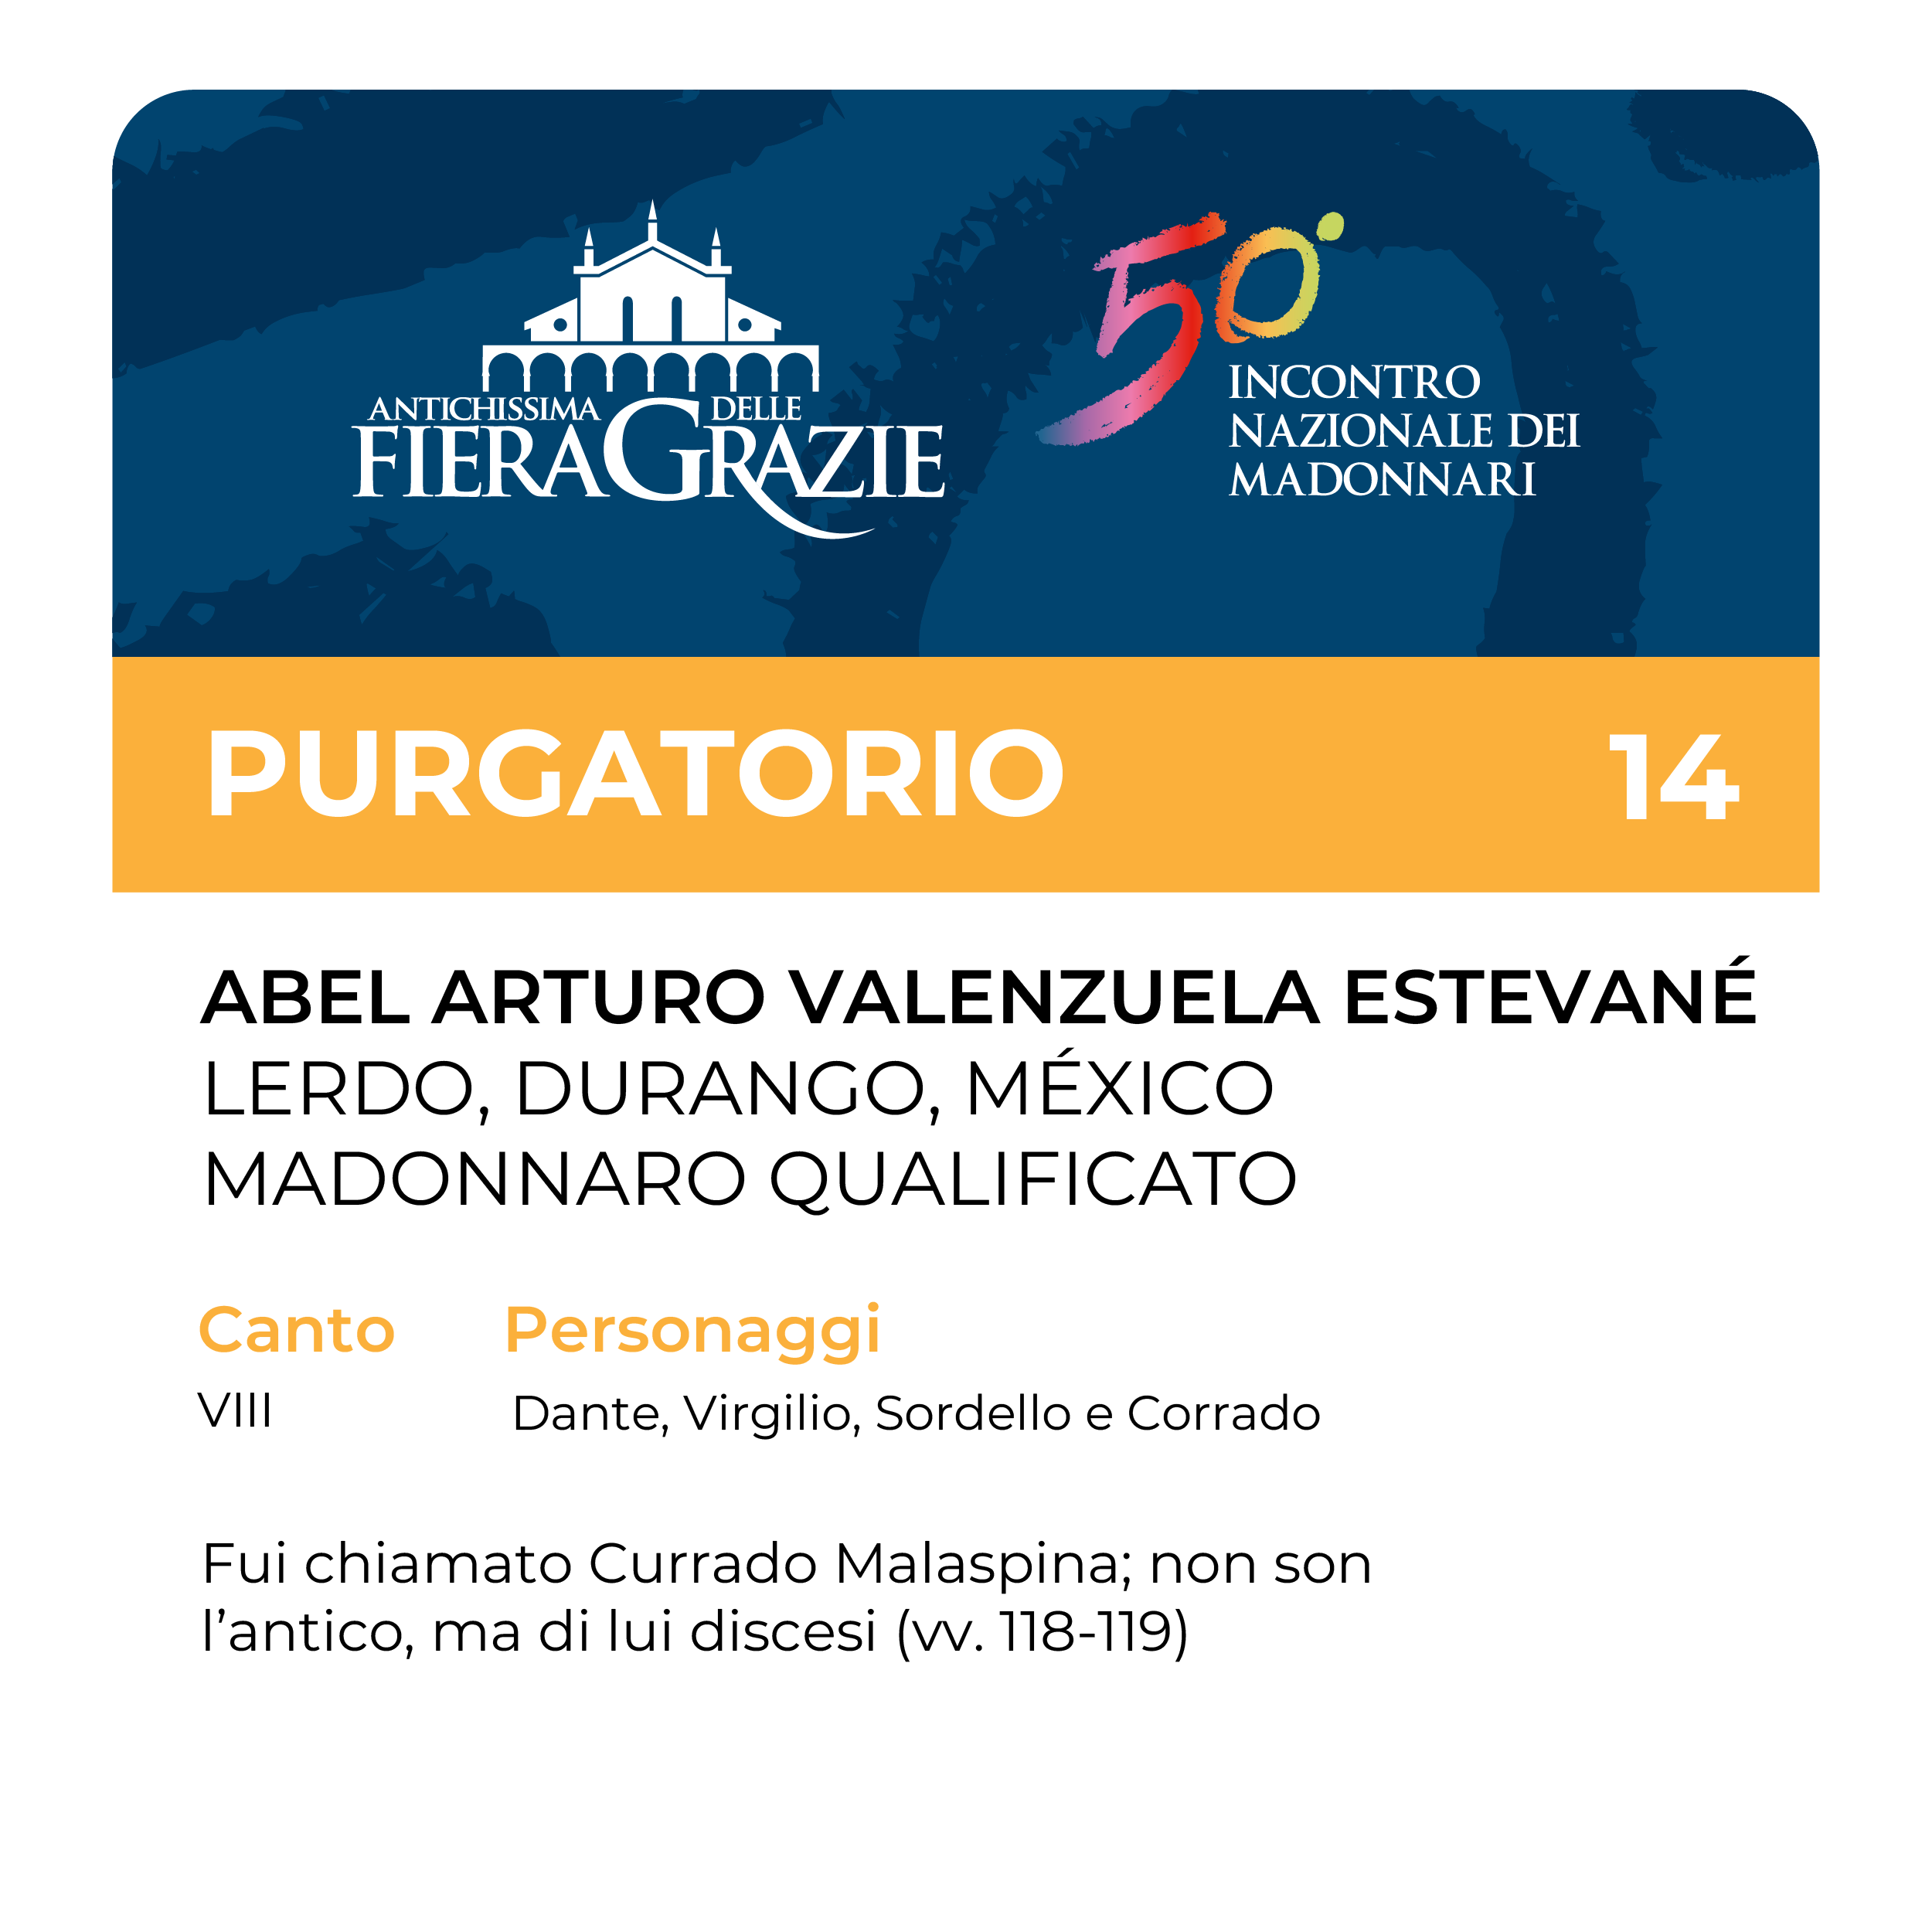 ANTICHISSIMA
FIERA DELLE GRAZIE
50°
INCONTRO
NAZIONALE DEI
MADONNARI
PURGATORIO 14
ABEL ARTURO VALENZUELA ESTEVANÉ
LERDO, DURANGO, MÉXICO
MADONNARO QUALIFICATO
Canto Personaggi
VIII Dante, Virgilio, Sordello e Corrado
Fui chiamato Currado Malaspina; non son
l’antico, ma di lui discesi (vv. 118-119)